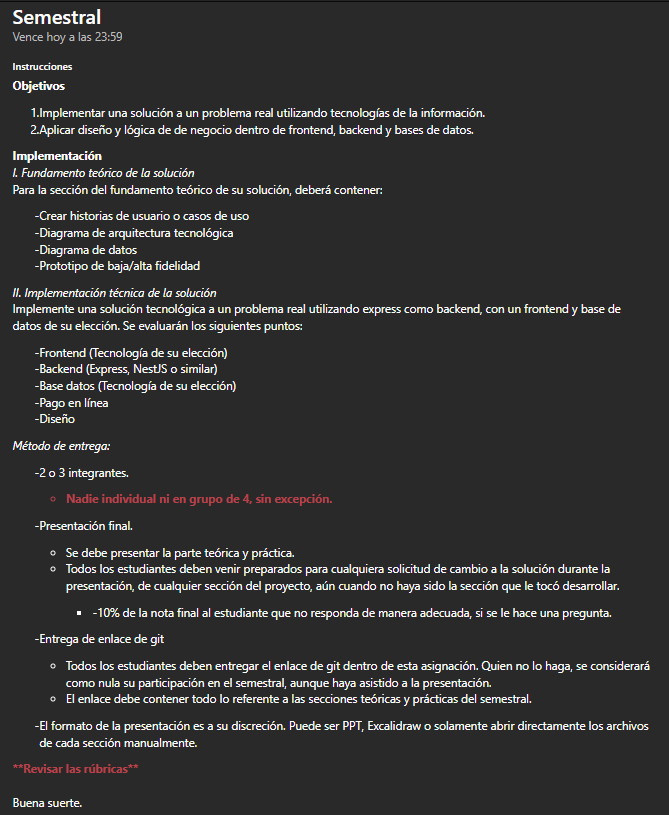 Semestral
Vence hoy a las 23:59
Instrucciones
Objetivos
1.Implementar una solución a un problema real utilizando tecnologías de la información.
2.Aplicar diseño y lógica de de negocio dentro de frontend, backend y bases de datos.
Implementación
I. Fundamento teórico de la solución
Para la sección del fundamento teórico de su solución, deberá contener:
-Crear historias de usuario o casos de uso
-Diagrama de arquitectura tecnológica
-Diagrama de datos
-Prototipo de baja/alta fidelidad
II. Implementación técnica de la solución
Implemente una solución tecnológica a un problema real utilizando express como backend, con un frontend y base de
datos de su elección. Se evaluarán los siguientes puntos:
-Frontend (Tecnología de su elección)
-Backend (Express, NestJS o similar)
-Base datos (Tecnología de su elección)
-Pago en línea
-Diseño
Método de entrega:
-2 o 3 integrantes.
Nadie individual ni en grupo de 4, sin excepción.
-Presentación final.
Se debe presentar la parte teórica y práctica.
Todos los estudiantes deben venir preparados para cualquiera solicitud de cambio a la solución durante la
presentación, de cualquier sección del proyecto, aún cuando no haya sido la sección que le tocó desarrollar.
-10% de la nota final al estudiante que no responda de manera adecuada, si se le hace una pregunta.
-Entrega de enlace de git
Todos los estudiantes deben entregar el enlace de git dentro de esta asignación. Quien no lo haga, se considerará
como nula su participación en el semestral, aunque haya asistido a la presentación.
El enlace debe contener todo lo referente a las secciones teóricas y prácticas del semestral.
-El formato de la presentación es a su discreción. Puede ser PPT, Excalidraw o solamente abrir directamente los archivos
de cada sección manualmente.
**Revisar las rúbricas**
Buena suerte.